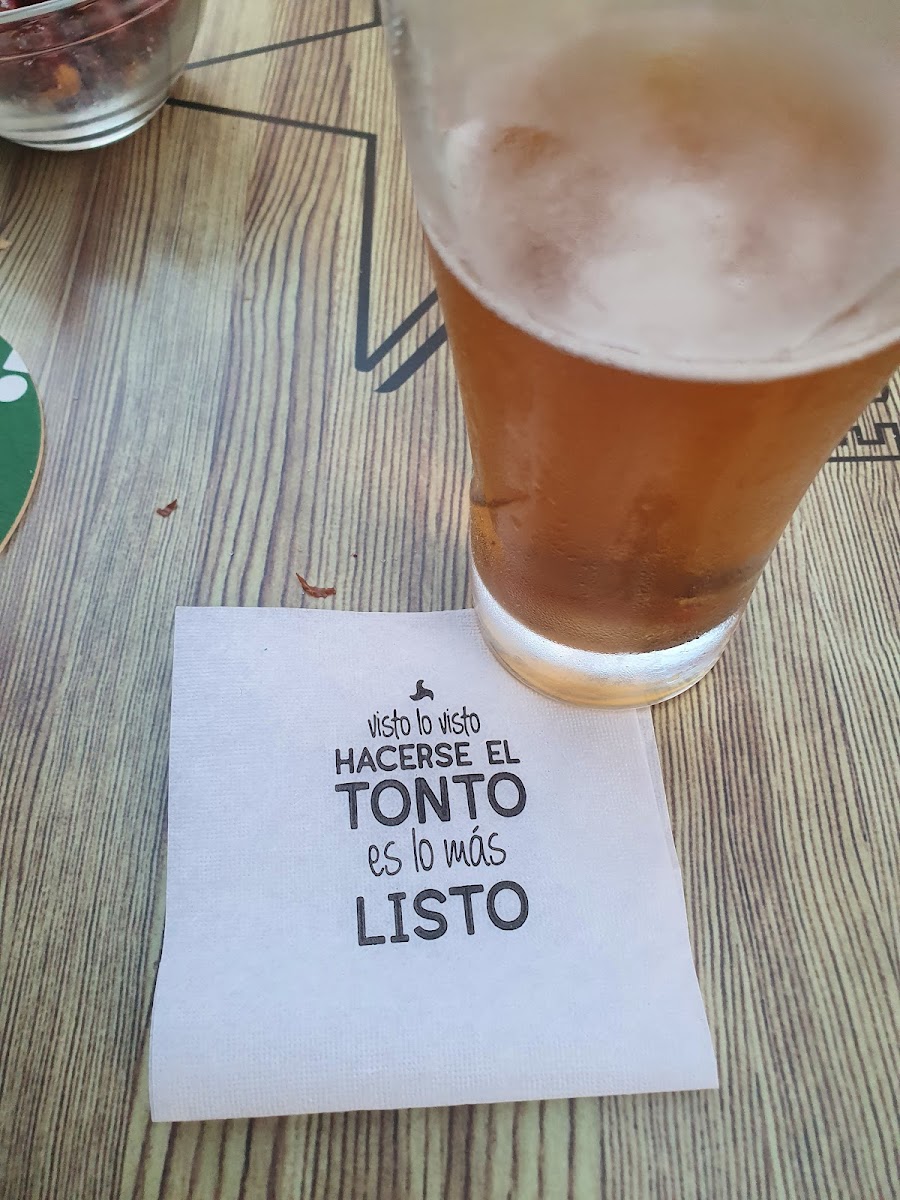 visto lo visto
HACERSE EL
TONTO
es lo más
LISTO